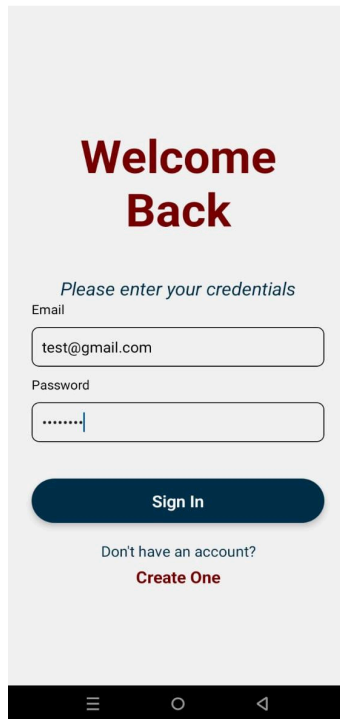 Welcome
Back
Please enter your credentials
Email
test@gmail.com
Password
••••••••
Sign In
Don't have an account?
Create One